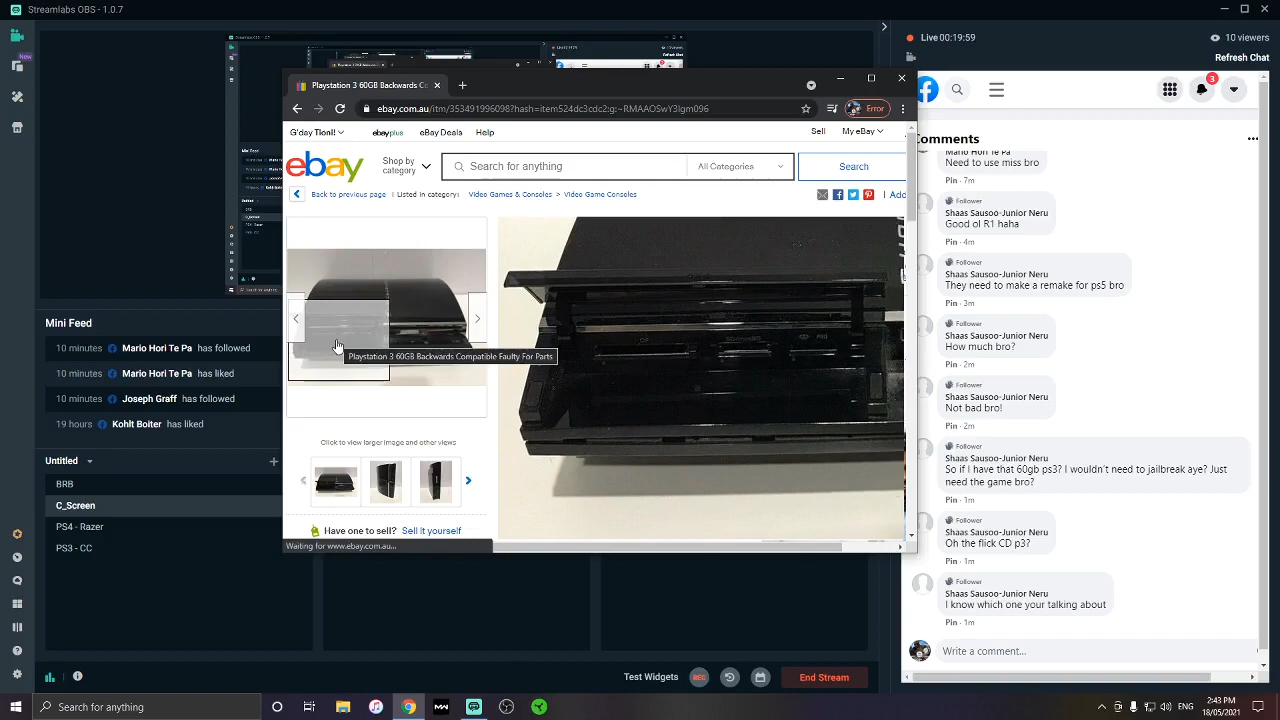 Streamlabs OBS - 1.0.7
Live 00:19:59
10 viewers
Refresh Cha
New
Playstation 3 60GB Backwards Co
ebay.com.au/itm/353491596098?hash=item524dc3cdc2:g:~RMAAOSwY3lgm096
Error
G'day Tionl!
ebayplus
eBay Deals
Help
Sell
My eBay
ebay
Shop by
category
Search for anything
All Categories
Search
Back to previous page
Listed in category:
Video Games & Consoles > Video Game Consoles
Add
Playstation 3 60GB Backwards Compatible Faulty For Parts
Click to view larger image and other views
Have one to sell? Sell it yourself
Waiting for www.ebay.com.au...
Mini Feed
10 minutes Mario Hori Te Pa has followed
10 minutes Mario Hori Te Pa has liked
10 minutes Joseph Graff has followed
19 hours Kohlt Boiter has liked
Untitled
BRB
C_Screen
PS4 - Razer
PS3 - CC
3
Comments
Mario Hori Te Pa
Need to use miss bro
Pin · 7m
Follower
Shaas Sausoo-Junior Neru
Good ol R1 haha
Pin · 4m
Follower
Shaas Sausoo-Junior Neru
They need to make a remake for ps5 bro
Pin · 3m
Follower
Shaas Sausoo-Junior Neru
How much bro?
Pin · 2m
Follower
Shaas Sausoo-Junior Neru
Not bad bro!
Pin · 2m
Follower
Shaas Sausoo-Junior Neru
So if I have that 60gb ps3? I wouldn't need to jailbreak aye? Just
need the game bro?
Pin · 1m
Follower
Shaas Sausoo-Junior Neru
Oh the flick CD p3?
Pin · 1m
Follower
Shaas Sausoo-Junior Neru
I know which one your talking about
Pin · 1m
Write a comment...
Test Widgets
REC
End Stream
Search for anything
2:43 PM
18/05/2021